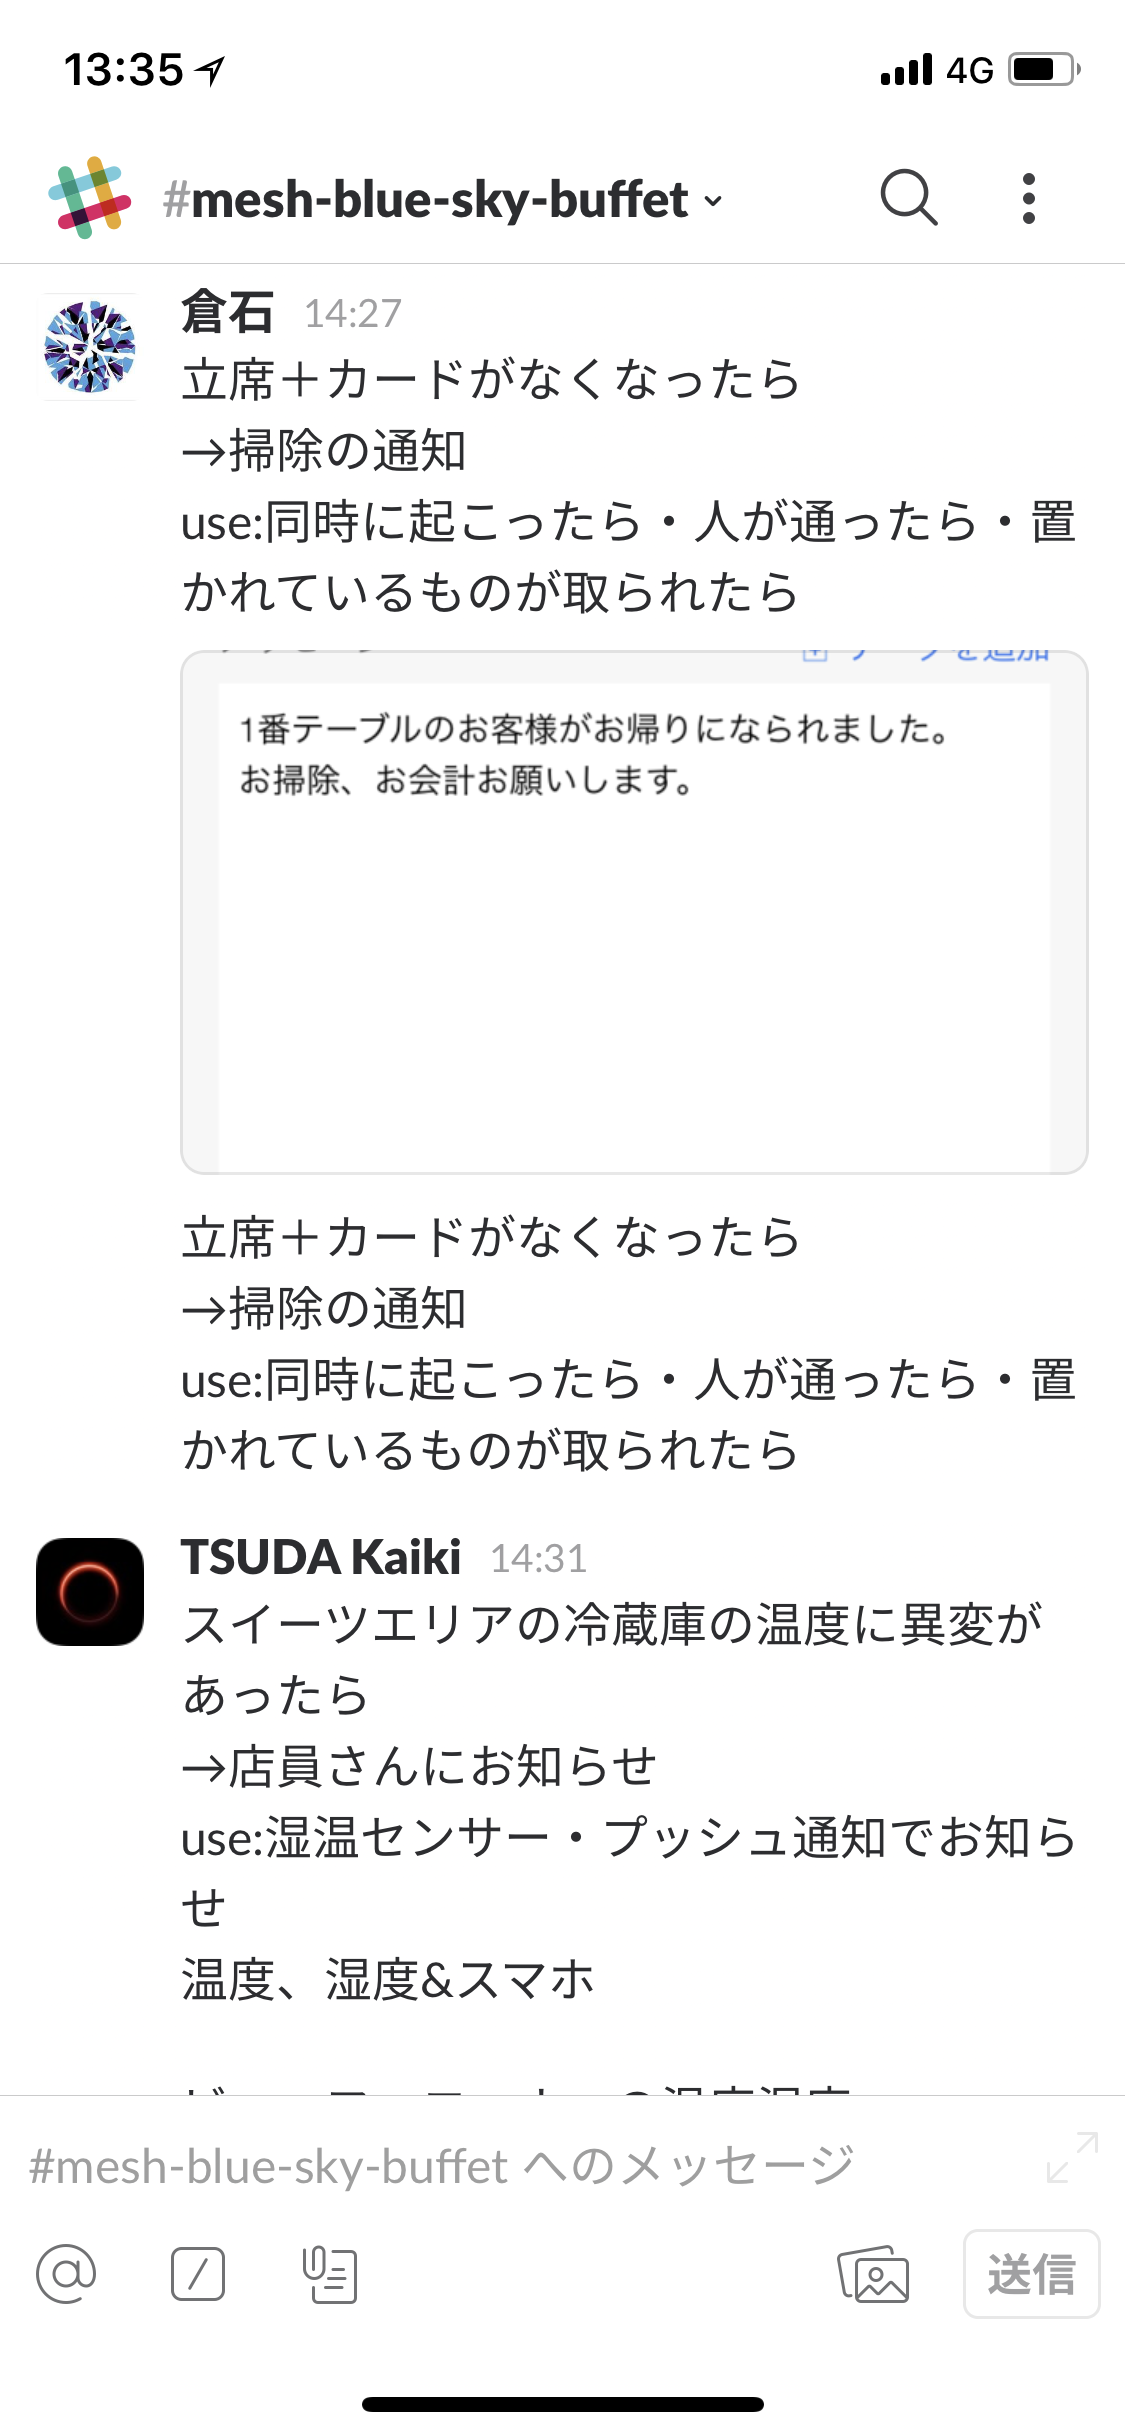 13:35
4G
#mesh-blue-sky-buffet
倉石 14:27
立席＋カードがなくなったら
→掃除の通知
use:同時に起こったら・人が通ったら・置
かれているものが取られたら
1番テーブルのお客様がお帰りになられました。
お掃除、お会計お願いします。
立席＋カードがなくなったら
→掃除の通知
use:同時に起こったら・人が通ったら・置
かれているものが取られたら
TSUDA Kaiki 14:31
スイーツエリアの冷蔵庫の温度に異変が
あったら
→店員さんにお知らせ
use:湿温センサー・プッシュ通知でお知ら
せ
温度、湿度&スマホ
#mesh-blue-sky-buffet へのメッセージ
送信